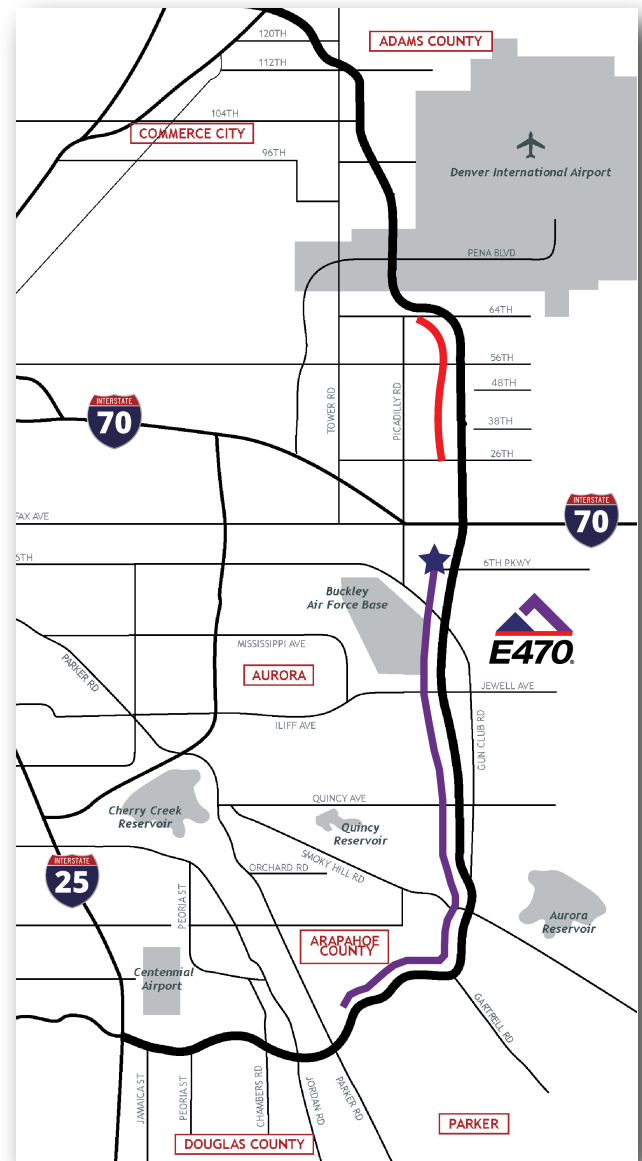 120TH
ADAMS COUNTY
112TH
104TH
COMMERCE CITY
96TH
Denver International Airport
PENA BLVD
64TH
56TH
48TH
TOWER RD
PICADILLY RD
INTERSTATE
70
38TH
26TH
INTERSTATE
70
FAX AVE
6TH
6TH PKWY
Buckley
Air Force Base
E470
MISSISSIPPI AVE
PARKER RD
AURORA
JEWELL AVE
ILIFF AVE
GUN CLUB RD
QUINCY AVE
Cherry Creek
Reservoir
Quincy
Reservoir
INTERSTATE
25
ORCHARD RD
SMOKY HILL RD
PEORIA ST
Aurora
Reservoir
ARAPAHOE
COUNTY
Centennial
Airport
GARTRELL RD
JAMAICA ST
PEORIA ST
CHAMBERS RD
JORDAN RD
PARKER RD
PARKER
DOUGLAS COUNTY